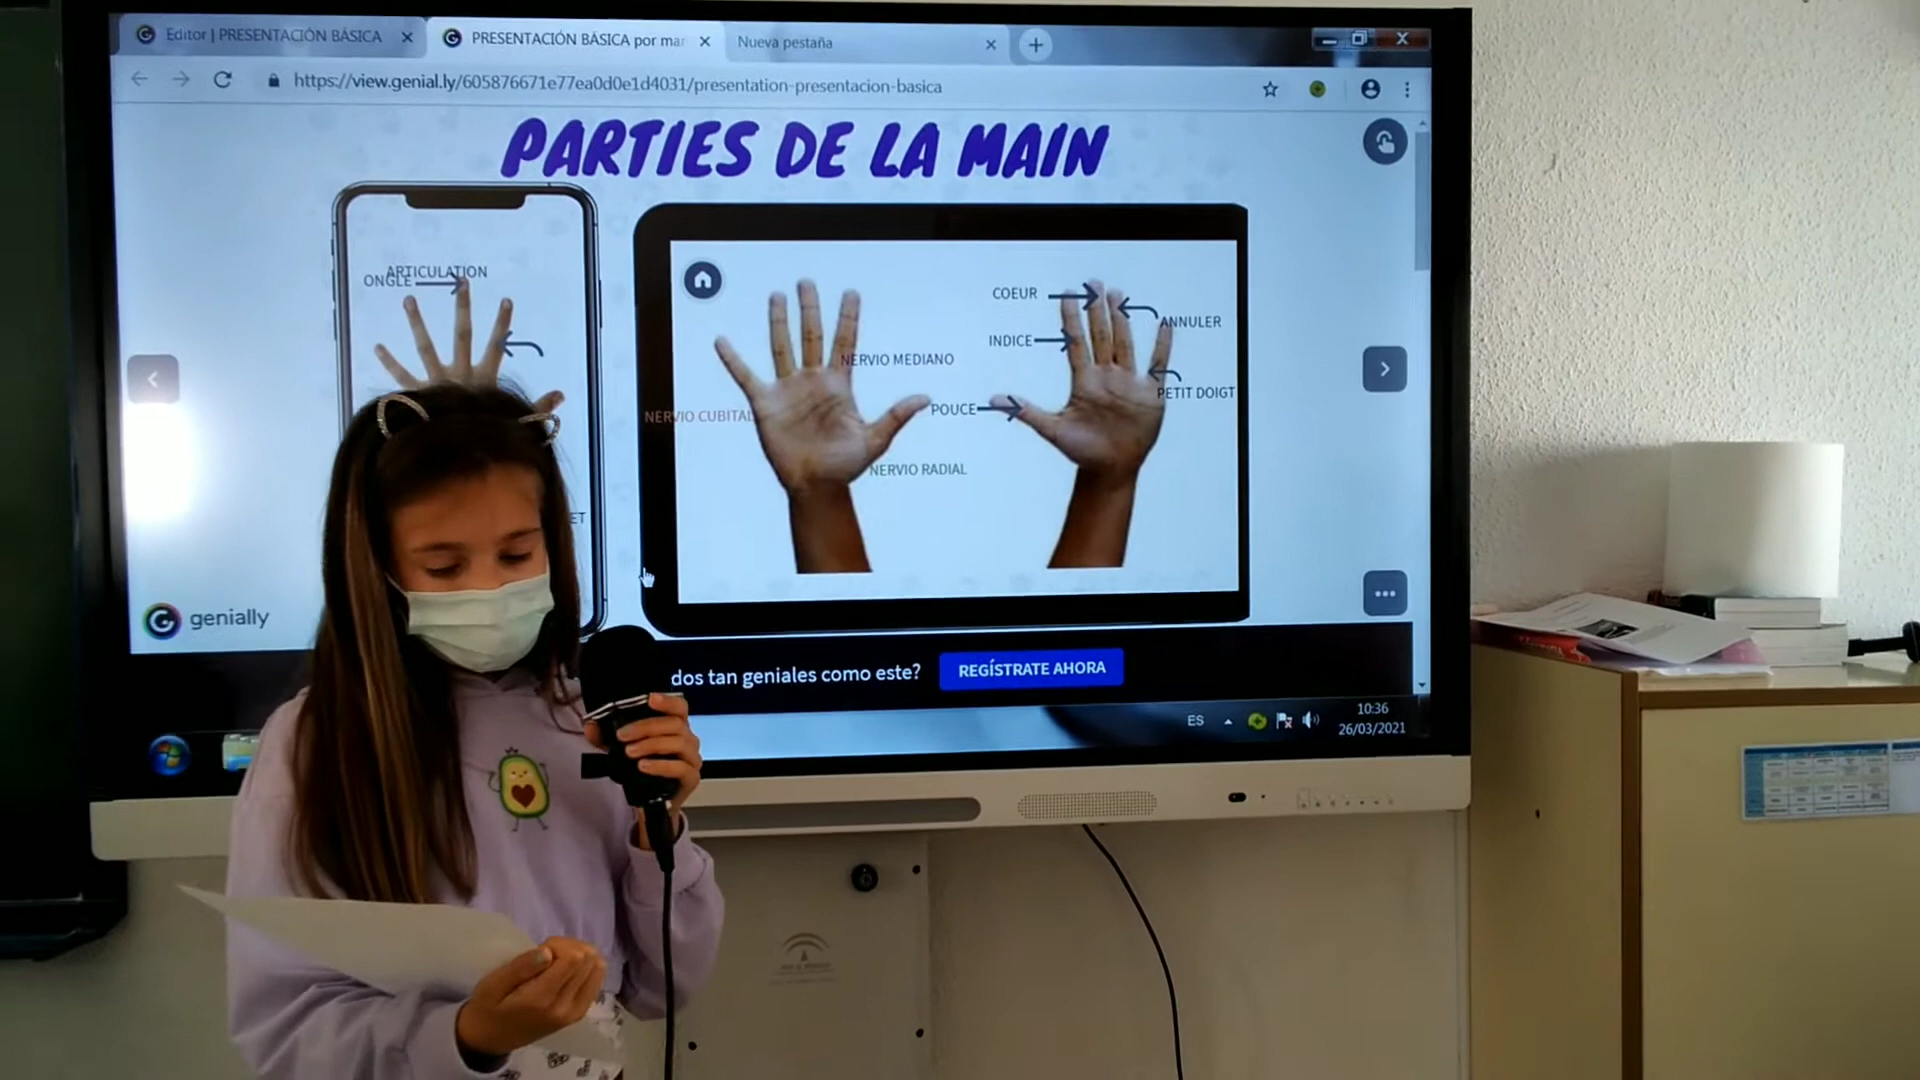 Editor | PRESENTACIÓN BÁSICA
PRESENTACIÓN BÁSICA por mar
Nueva pestaña
https://view.genial.ly/605876671e77ea0d0e1d4031/presentation-presentacion-basica
PARTIES DE LA MAIN
ARTICULATION
ONGLE
ET
COEUR
ANNULER
INDICE
NERVIO MEDIANO
PETIT DOIGT
POUCE
NERVIO CUBITAL
NERVIO RADIAL
genially
dos tan geniales como este?
REGÍSTRATE AHORA
ES
10:36
26/03/2021